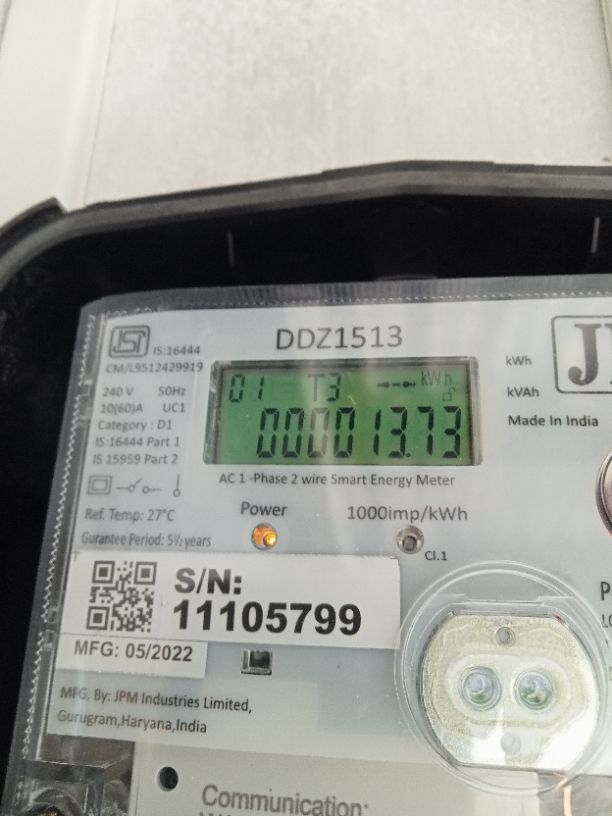 DDZ1513
IS:16444
CM/L9512429919
240 V 50Hz
10(60)A UC1
Category : D1
IS:16444 Part 1
IS 15959 Part 2
01 T3 kWh
000013.73
kWh
kVAh
Made In India
AC 1 -Phase 2 wire Smart Energy Meter
Ref. Temp: 27°C
Power
1000imp/kWh
Gurantee Period: 5½ years
Cl.1
S/N:
11105799
MFG: 05/2022
MFG, By: JPM Industries Limited,
Gurugram,Haryana,India
Communication: